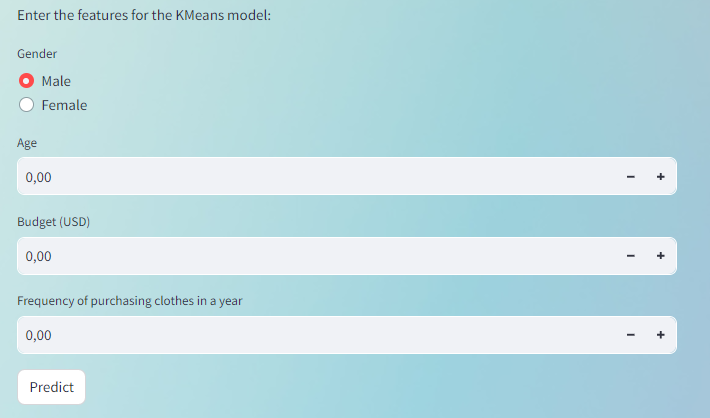 Enter the features for the KMeans model:
Gender
Male
Female
Age
0,00
Budget (USD)
0,00
Frequency of purchasing clothes in a year
0,00
Predict